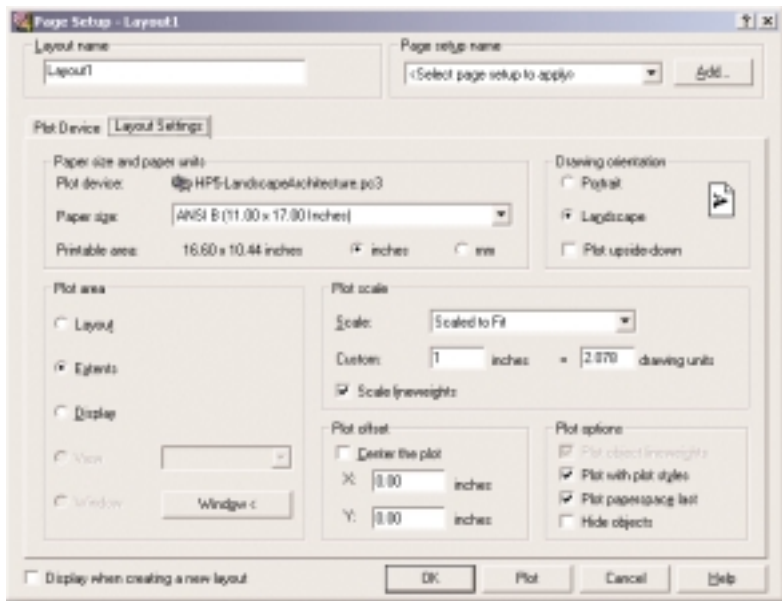 Page Setup - Layout1
Layout name
Layout1
Page setup name
<Select page setup to apply>
Add...
Plot Device
Layout Settings
Paper size and paper units
Plot device: HP5-LandscapeArchitecture.pc3
Paper size: ANSI B (11.00 x 17.00 Inches)
Printable area: 16.60 x 10.44 inches inches mm
Drawing orientation
Portrait
Landscape
Plot upside-down
A
Plot area
Layout
Extents
Display
View
Window
Window <
Plot scale
Scale: Scaled to Fit
Custom: 1 inches = 2.078 drawing units
Scale lineweights
Plot offset
Center the plot
X: 0.00 inches
Y: 0.00 inches
Plot options
Plot object lineweights
Plot with plot styles
Plot paperspace last
Hide objects
Display when creating a new layout
OK
Plot
Cancel
Help